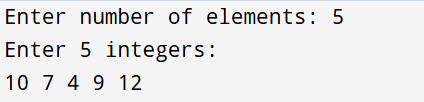 Enter number of elements: 5
Enter 5 integers:
10 7 4 9 12